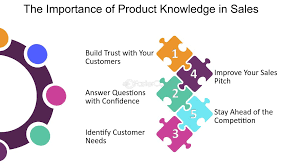 The Importance of Product Knowledge in Sales
Build Trust with Your
Customers
1
4
Improve Your Sales
Pitch
Answer Questions
with Confidence
2
5
Stay Ahead of the
Competition
Identify Customer
Needs
3